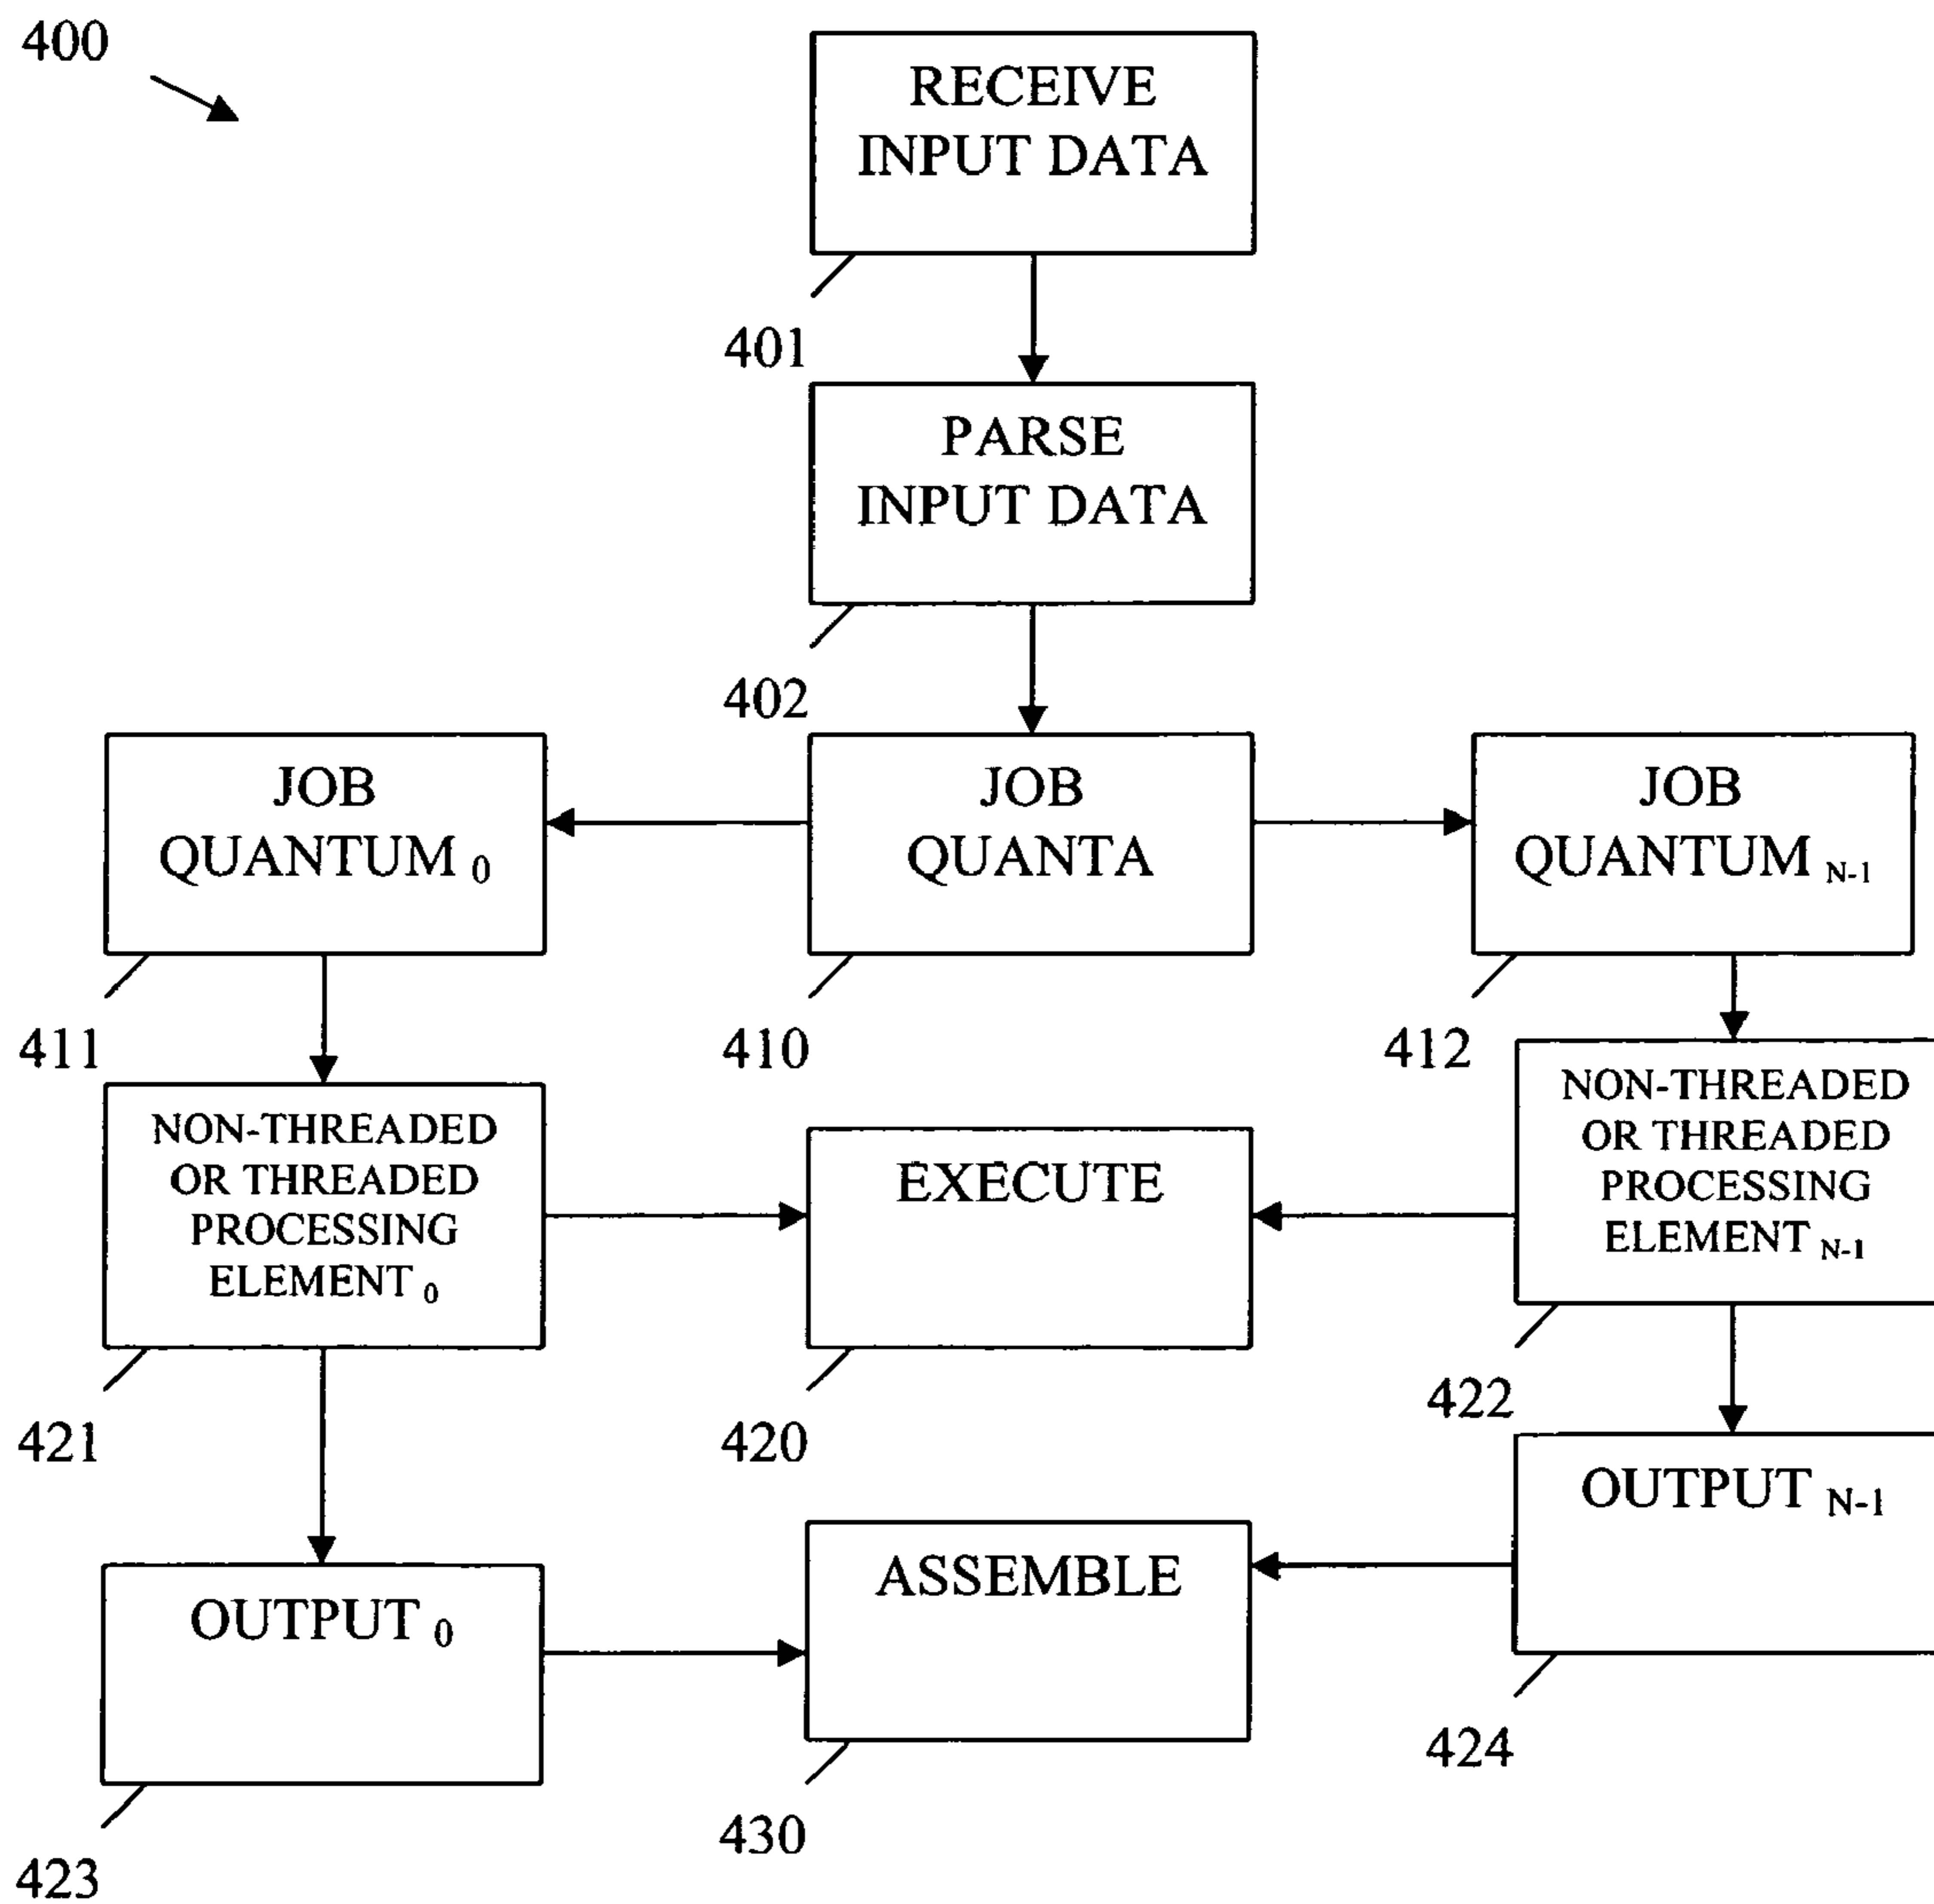 400
RECEIVE
INPUT DATA
401
PARSE
INPUT DATA
402
JOB
QUANTUM 0
411
JOB
QUANTA
410
JOB
QUANTUM N-1
412
NON-THREADED
OR THREADED
PROCESSING
ELEMENT 0
421
EXECUTE
420
NON-THREADED
OR THREADED
PROCESSING
ELEMENT N-1
422
OUTPUT 0
423
ASSEMBLE
430
OUTPUT N-1
424